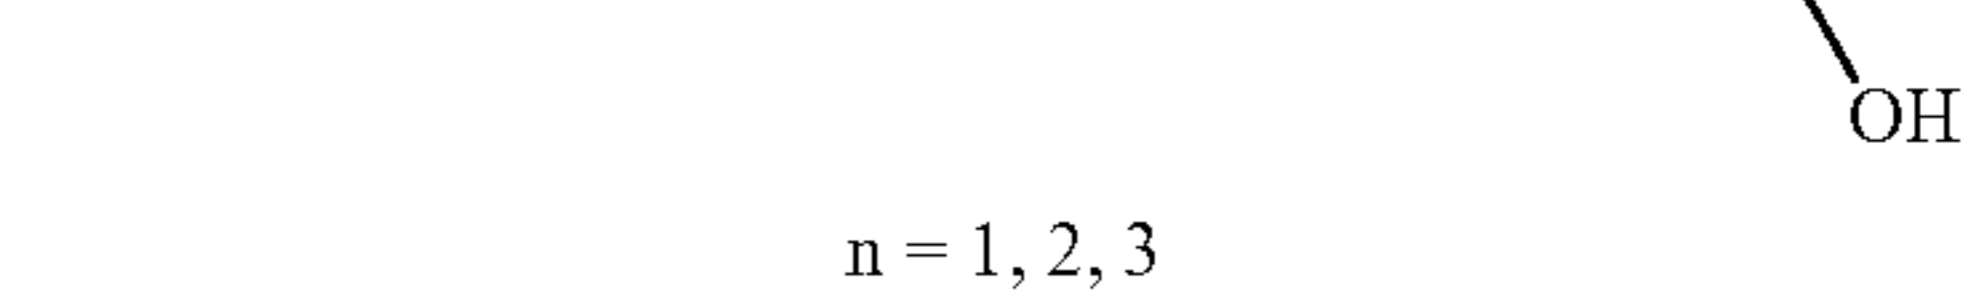 OH
n = 1, 2, 3